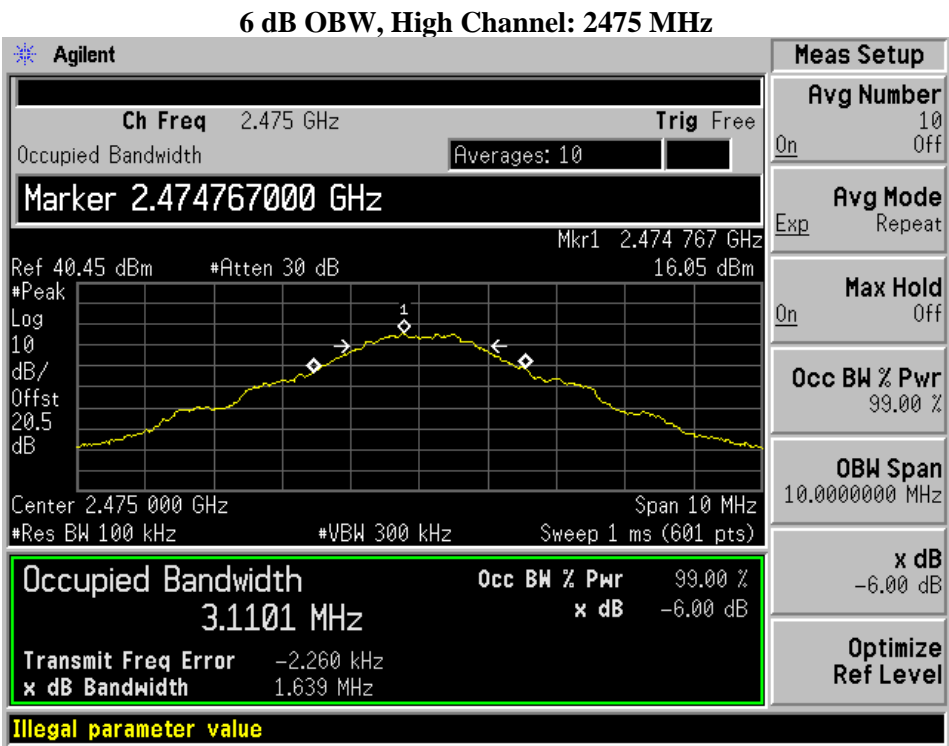 6 dB OBW, High Channel: 2475 MHz
Agilent
Meas Setup
Ch Freq 2.475 GHz Trig Free
Occupied Bandwidth Averages: 10
Marker 2.474767000 GHz
Mkr1 2.474 767 GHz
Ref 40.45 dBm #Atten 30 dB 16.05 dBm
#Peak
Log
10
dB/
Offst
20.5
dB
1
Center 2.475 000 GHz Span 10 MHz
#Res BW 100 kHz #VBW 300 kHz Sweep 1 ms (601 pts)
Occupied Bandwidth Occ BW % Pwr 99.00 %
3.1101 MHz x dB -6.00 dB
Transmit Freq Error -2.260 kHz
x dB Bandwidth 1.639 MHz
Illegal parameter value
Avg Number
10
On Off
Avg Mode
Exp Repeat
Max Hold
On Off
Occ BW % Pwr
99.00 %
OBW Span
10.0000000 MHz
x dB
-6.00 dB
Optimize
Ref Level